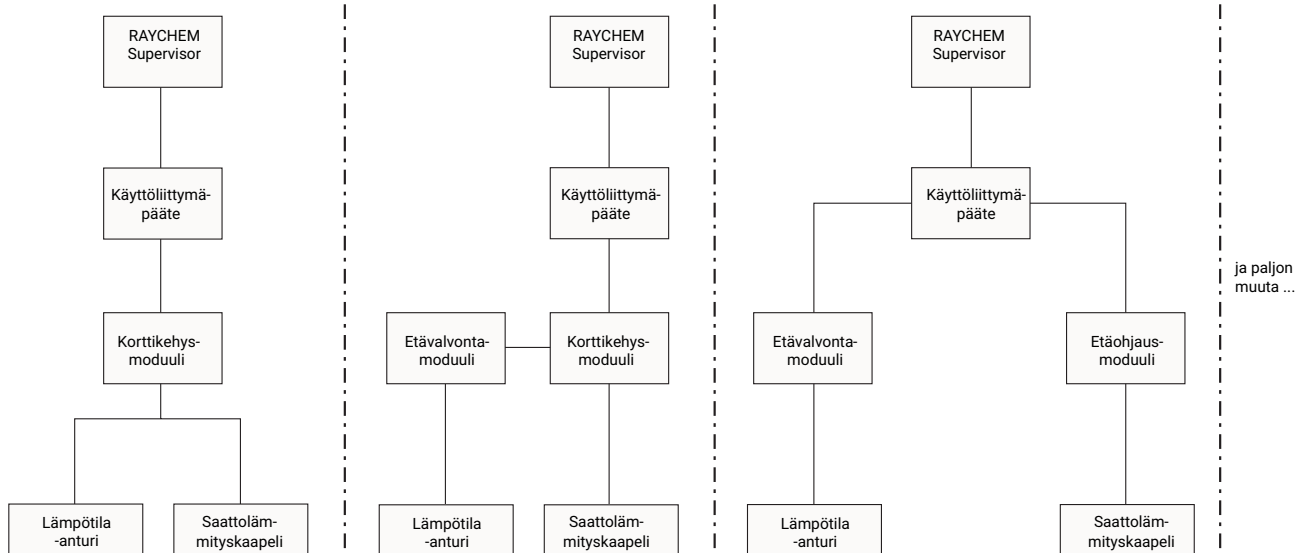 RAYCHEM
Supervisor
Käyttöliittymä-
pääte
Korttikehys-
moduuli
Lämpötila
-anturi
Saattoläm-
mityskaapeli
RAYCHEM
Supervisor
Käyttöliittymä-
pääte
Etävalvonta-
moduuli
Korttikehys-
moduuli
Lämpötila
-anturi
Saattoläm-
mityskaapeli
RAYCHEM
Supervisor
Käyttöliittymä-
pääte
Etävalvonta-
moduuli
Etäohjaus-
moduuli
Lämpötila
-anturi
Saattoläm-
mityskaapeli
ja paljon
muuta ...